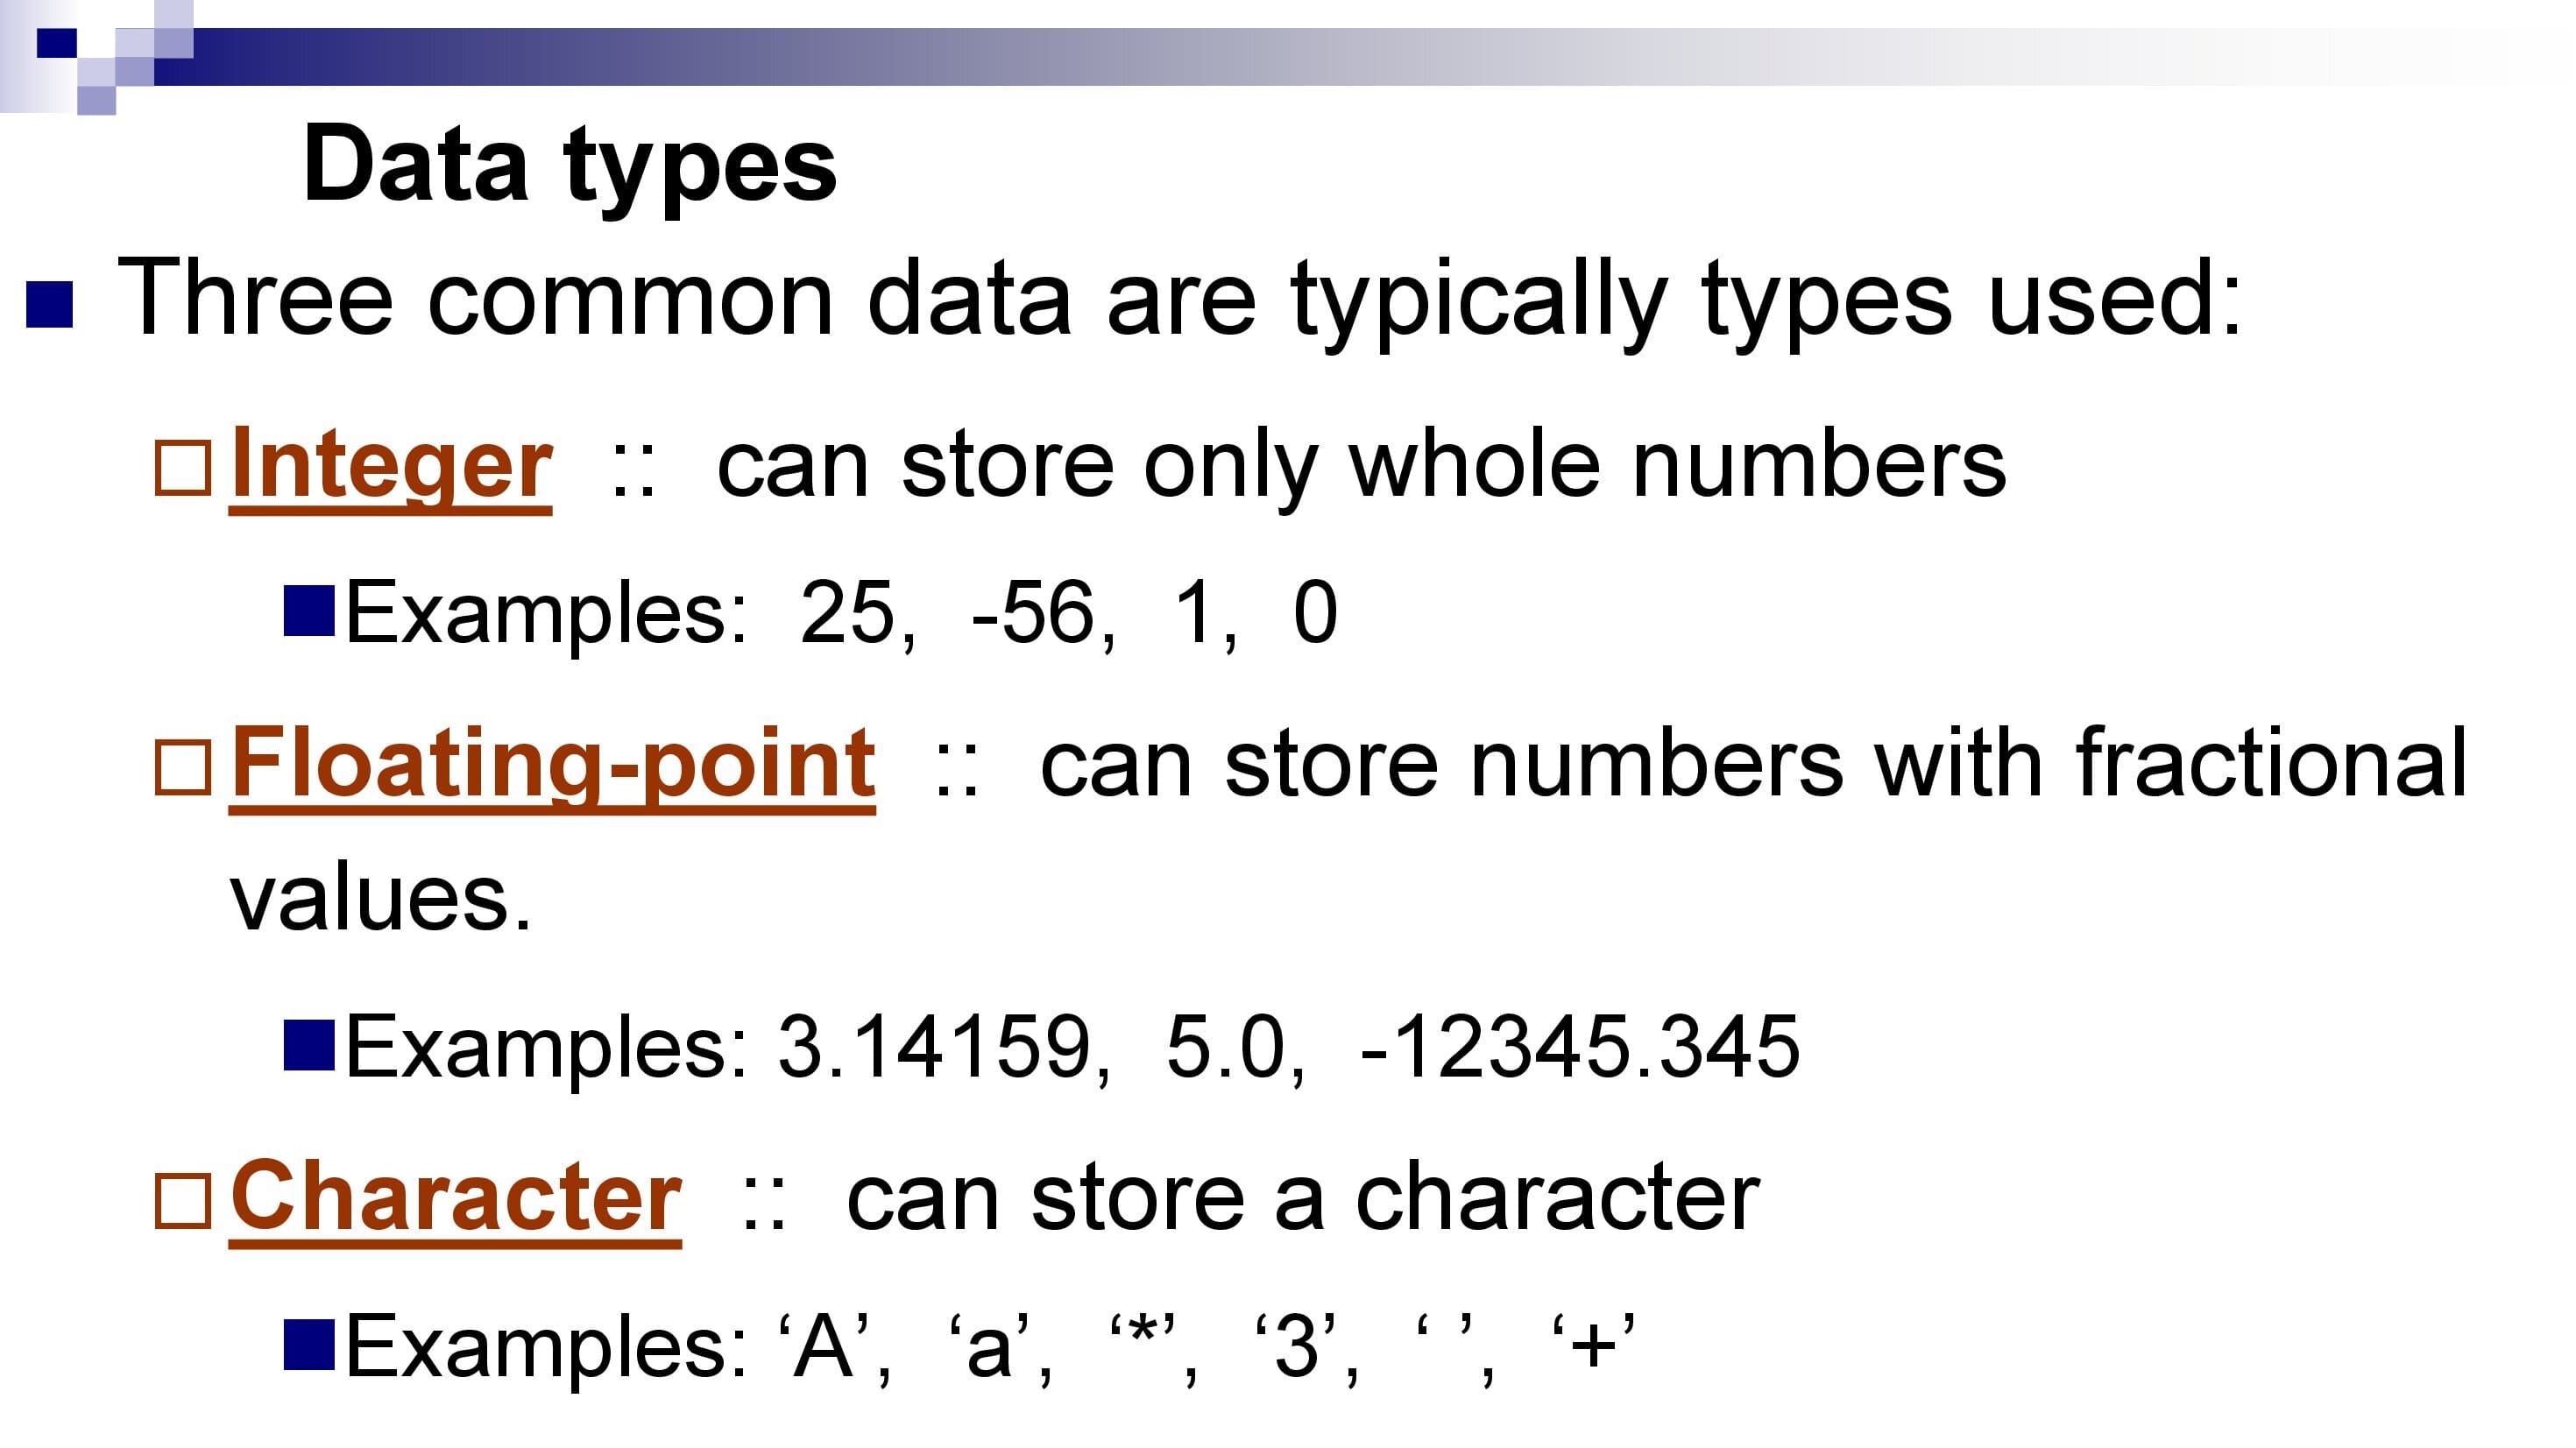 Data types
Three common data are typically types used:
Integer :: can store only whole numbers
Examples: 25, -56, 1, 0
Floating-point :: can store numbers with fractional
values.
Examples: 3.14159, 5.0, -12345.345
Character :: can store a character
Examples: ‘A’, ‘a’, ‘*’, ‘3’, ‘ ’, ‘+’